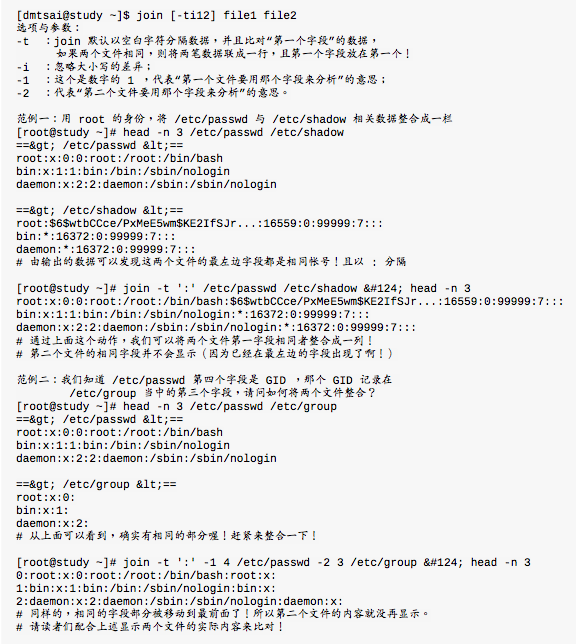 [dmtsai@study ~]$ join [-ti12] file1 file2
选项与参数：
-t  ：join 默认以空白字符分隔数据，并且比对“第一个字段”的数据，
      如果两个文件相同，则将两笔数据联成一行，且第一个字段放在第一个！
-i  ：忽略大小写的差异；
-1  ：这个是数字的 1 ，代表“第一个文件要用那个字段来分析”的意思；
-2  ：代表“第二个文件要用那个字段来分析”的意思。
范例一：用 root 的身份，将 /etc/passwd 与 /etc/shadow 相关数据整合成一栏
[root@study ~]# head -n 3 /etc/passwd /etc/shadow
==&gt; /etc/passwd &lt;==
root:x:0:0:root:/root:/bin/bash
bin:x:1:1:bin:/bin:/sbin/nologin
daemon:x:2:2:daemon:/sbin:/sbin/nologin
==&gt; /etc/shadow &lt;==
root:$6$wtbCCce/PxMeE5wm$KE2IfSJr...:16559:0:99999:7:::
bin:*:16372:0:99999:7:::
daemon:*:16372:0:99999:7:::
# 由输出的数据可以发现这两个文件的最左边字段都是相同帐号！且以 : 分隔
[root@study ~]# join -t ':' /etc/passwd /etc/shadow &#124; head -n 3
root:x:0:0:root:/root:/bin/bash:$6$wtbCCce/PxMeE5wm$KE2IfSJr...:16559:0:99999:7:::
bin:x:1:1:bin:/bin:/sbin/nologin:*:16372:0:99999:7:::
daemon:x:2:2:daemon:/sbin:/sbin/nologin:*:16372:0:99999:7:::
# 通过上面这个动作，我们可以将两个文件第一字段相同者整合成一列！
# 第二个文件的相同字段并不会显示（因为已经在最左边的字段出现了啊！）
范例二：我们知道 /etc/passwd 第四个字段是 GID ，那个 GID 记录在
        /etc/group 当中的第三个字段，请问如何将两个文件整合？
[root@study ~]# head -n 3 /etc/passwd /etc/group
==&gt; /etc/passwd &lt;==
root:x:0:0:root:/root:/bin/bash
bin:x:1:1:bin:/bin:/sbin/nologin
daemon:x:2:2:daemon:/sbin:/sbin/nologin
==&gt; /etc/group &lt;==
root:x:0:
bin:x:1:
daemon:x:2:
# 从上面可以看到，确实有相同的部分喔！赶紧来整合一下！
[root@study ~]# join -t ':' -1 4 /etc/passwd -2 3 /etc/group &#124; head -n 3
0:root:x:0:root:/root:/bin/bash:root:x:
1:bin:x:1:bin:/bin:/sbin/nologin:bin:x:
2:daemon:x:2:daemon:/sbin:/sbin/nologin:daemon:x:
# 同样的，相同的字段部分被移动到最前面了！所以第二个文件的内容就没再显示。
# 请读者们配合上述显示两个文件的实际内容来比对！